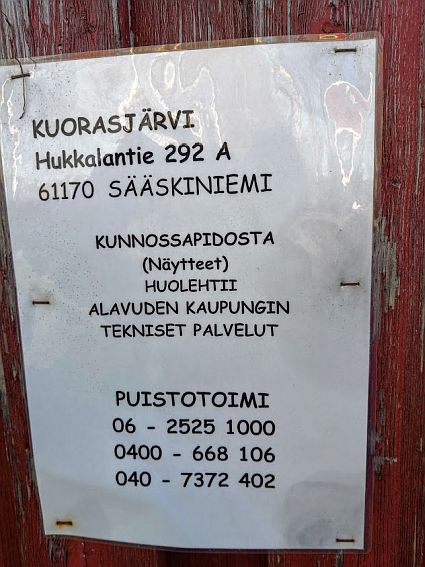 KUORASJÄRVI
Hukkalantie 292 A
61170 SÄÄSKINIEMI
KUNNOSSAPIDOSTA
(Näytteet)
HUOLEHTII
ALAVUDEN KAUPUNGIN
TEKNISET PALVELUT
PUISTOTOIMI
06 - 2525 1000
0400 - 668 106
040 - 7372 402